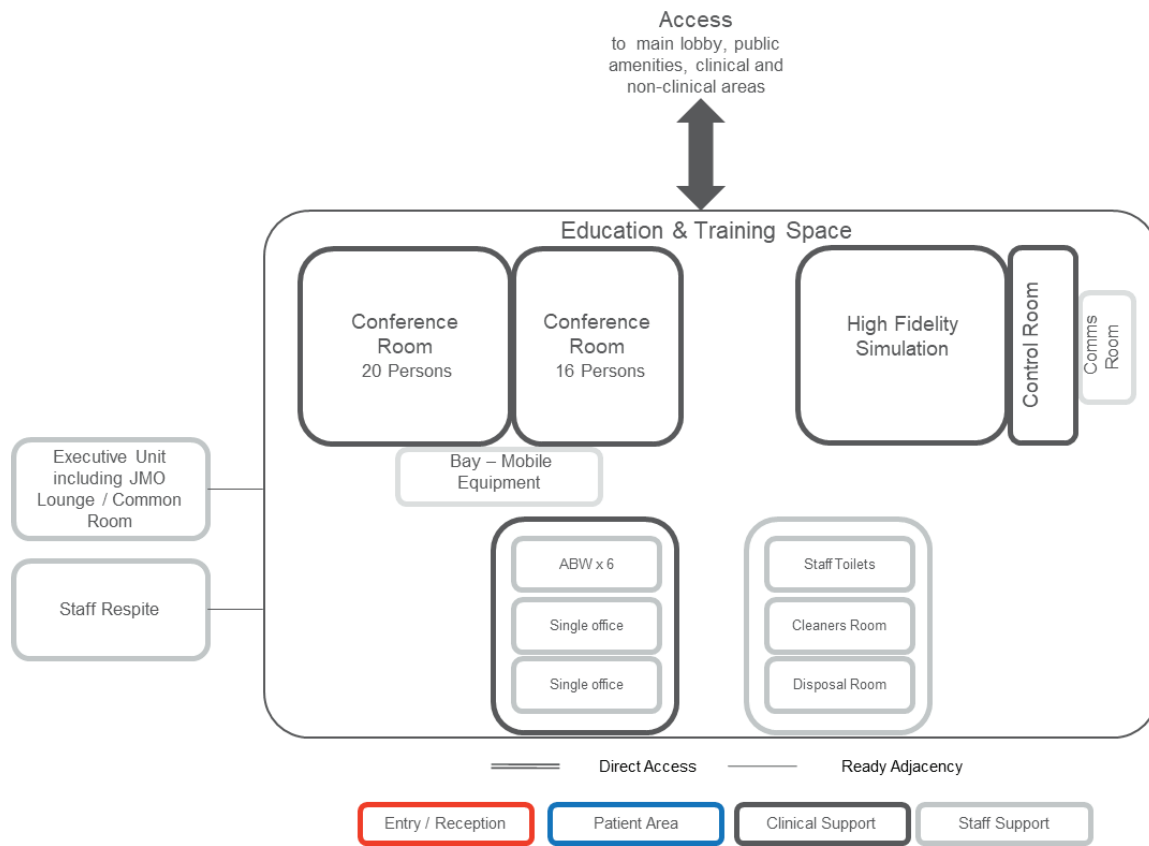 Access
to main lobby, public
amenities, clinical and
non-clinical areas
Education & Training Space
Conference
Room
20 Persons
Conference
Room
16 Persons
High Fidelity
Simulation
Control Room
Comms
Room
Bay – Mobile
Equipment
Executive Unit
including JMO
Lounge / Common
Room
Staff Respite
ABW x 6
Single office
Single office
Staff Toilets
Cleaners Room
Disposal Room
Direct Access
Ready Adjacency
Entry / Reception
Patient Area
Clinical Support
Staff Support